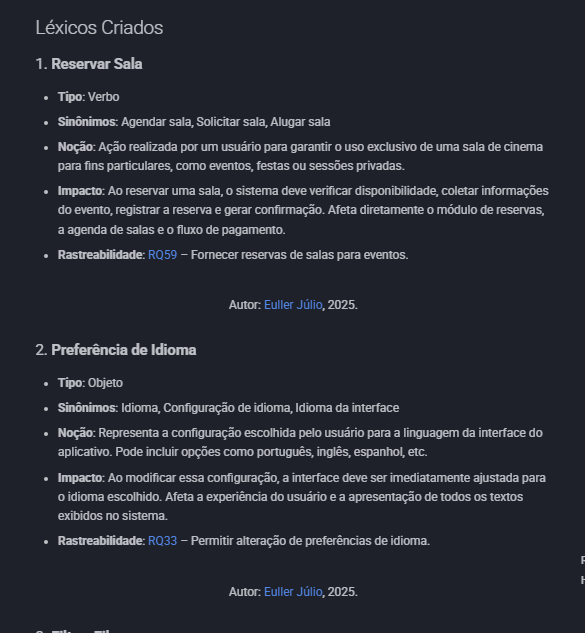 Léxicos Criados
1. Reservar Sala
• Tipo: Verbo
• Sinônimos: Agendar sala, Solicitar sala, Alugar sala
• Noção: Ação realizada por um usuário para garantir o uso exclusivo de uma sala de cinema
para fins particulares, como eventos, festas ou sessões privadas.
• Impacto: Ao reservar uma sala, o sistema deve verificar disponibilidade, coletar informações
do evento, registrar a reserva e gerar confirmação. Afeta diretamente o módulo de reservas,
a agenda de salas e o fluxo de pagamento.
• Rastreabilidade: RQ59 – Fornecer reservas de salas para eventos.
Autor: Euller Júlio, 2025.
2. Preferência de Idioma
• Tipo: Objeto
• Sinônimos: Idioma, Configuração de idioma, Idioma da interface
• Noção: Representa a configuração escolhida pelo usuário para a linguagem da interface do
aplicativo. Pode incluir opções como português, inglês, espanhol, etc.
• Impacto: Ao modificar essa configuração, a interface deve ser imediatamente ajustada para
o idioma escolhido. Afeta a experiência do usuário e a apresentação de todos os textos
exibidos no sistema.
• Rastreabilidade: RQ33 – Permitir alteração de preferências de idioma.
Autor: Euller Júlio, 2025.